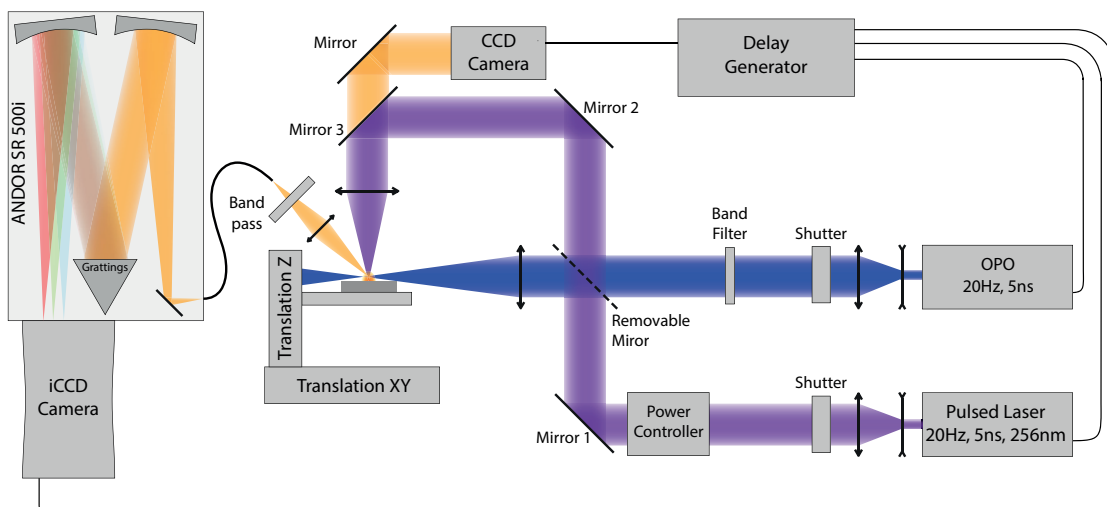 ANDOR SR 500i
Grattings
iCCD
Camera
Band
pass
Mirror
Mirror 3
CCD
Camera
Delay
Generator
Mirror 2
Band
Filter
Shutter
OPO
20Hz, 5ns
Removable
Miror
Translation Z
Translation XY
Mirror 1
Power
Controller
Shutter
Pulsed Laser
20Hz, 5ns, 256nm